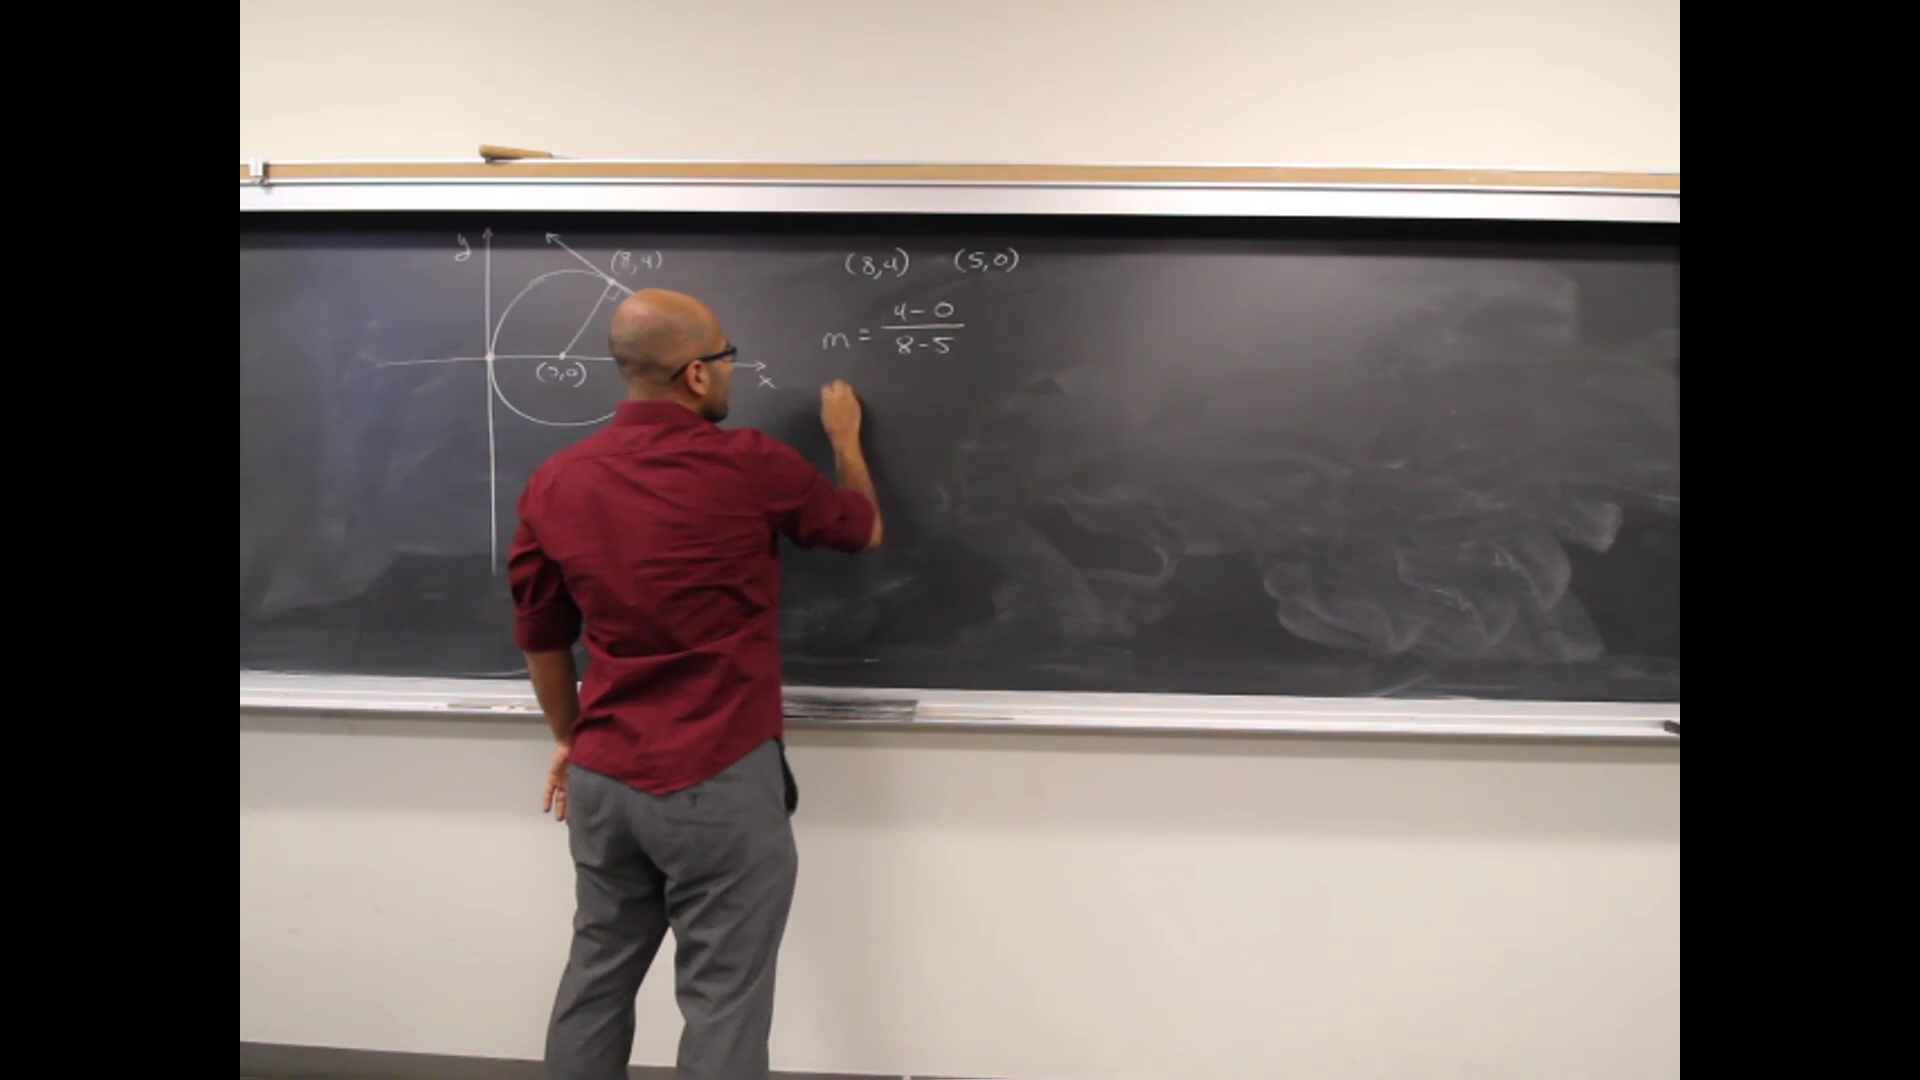 y
(8,4)
(5,0)
x
(8,4) (5,0)
m = 4-0
8-5